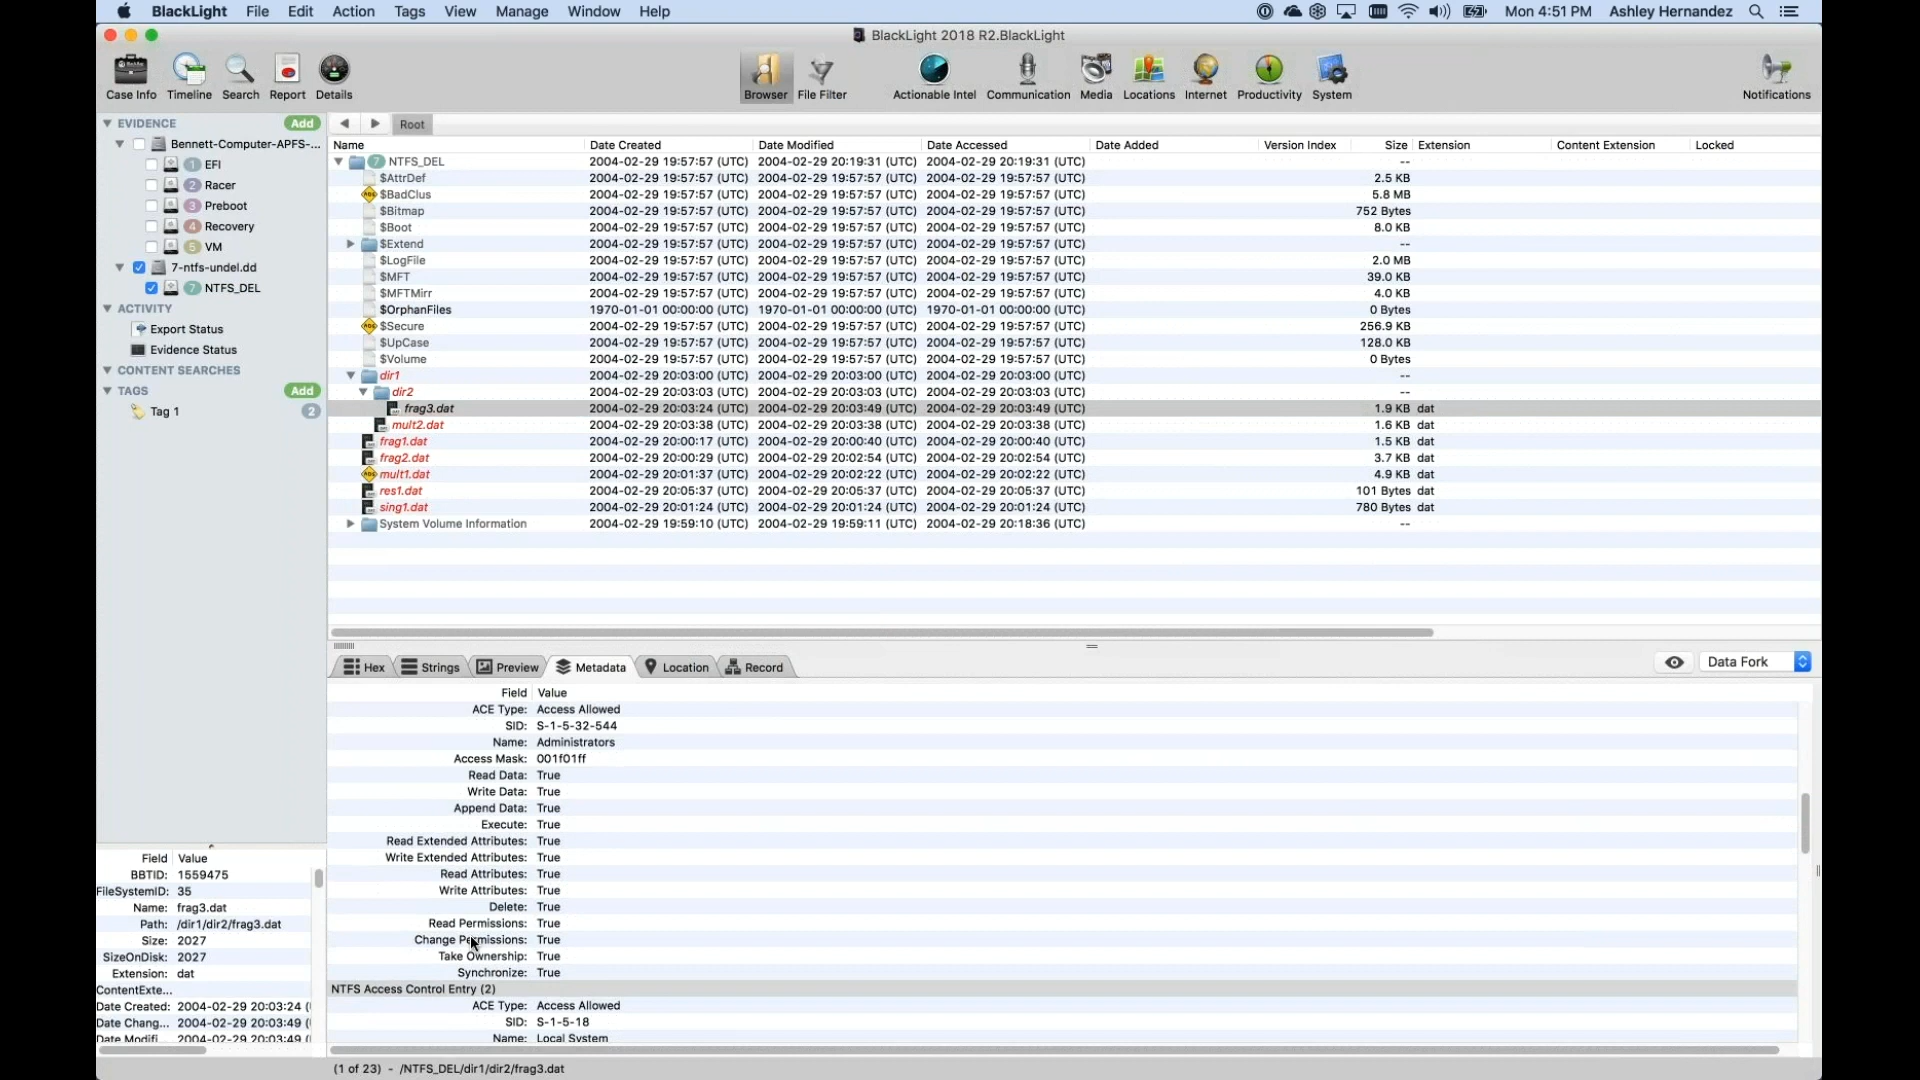 BlackLight File Edit Action Tags View Manage Window Help Mon 4:51 PM Ashley Hernandez
BlackLight 2018 R2.BlackLight
Case Info Timeline Search Report Details Browser File Filter Actionable Intel Communication Media Locations Internet Productivity System Notifications
EVIDENCE Add
Bennett-Computer-APFS-...
1 EFI
2 Racer
3 Preboot
4 Recovery
5 VM
7-ntfs-undel.dd
7 NTFS_DEL
ACTIVITY
Export Status
Evidence Status
CONTENT SEARCHES
TAGS Add
Tag 1 2
Root
Name Date Created Date Modified Date Accessed Date Added Version Index Size Extension Content Extension Locked
7 NTFS_DEL 2004-02-29 19:57:57 (UTC) 2004-02-29 20:19:31 (UTC) 2004-02-29 20:19:31 (UTC) --
$AttrDef 2004-02-29 19:57:57 (UTC) 2004-02-29 19:57:57 (UTC) 2004-02-29 19:57:57 (UTC) 2.5 KB
$BadClus 2004-02-29 19:57:57 (UTC) 2004-02-29 19:57:57 (UTC) 2004-02-29 19:57:57 (UTC) 5.8 MB
$Bitmap 2004-02-29 19:57:57 (UTC) 2004-02-29 19:57:57 (UTC) 2004-02-29 19:57:57 (UTC) 752 Bytes
$Boot 2004-02-29 19:57:57 (UTC) 2004-02-29 19:57:57 (UTC) 2004-02-29 19:57:57 (UTC) 8.0 KB
$Extend 2004-02-29 19:57:57 (UTC) 2004-02-29 19:57:57 (UTC) 2004-02-29 19:57:57 (UTC) --
$LogFile 2004-02-29 19:57:57 (UTC) 2004-02-29 19:57:57 (UTC) 2004-02-29 19:57:57 (UTC) 2.0 MB
$MFT 2004-02-29 19:57:57 (UTC) 2004-02-29 19:57:57 (UTC) 2004-02-29 19:57:57 (UTC) 39.0 KB
$MFTMirr 2004-02-29 19:57:57 (UTC) 2004-02-29 19:57:57 (UTC) 2004-02-29 19:57:57 (UTC) 4.0 KB
$OrphanFiles 1970-01-01 00:00:00 (UTC) 1970-01-01 00:00:00 (UTC) 1970-01-01 00:00:00 (UTC) 0 Bytes
$Secure 2004-02-29 19:57:57 (UTC) 2004-02-29 19:57:57 (UTC) 2004-02-29 19:57:57 (UTC) 256.9 KB
$UpCase 2004-02-29 19:57:57 (UTC) 2004-02-29 19:57:57 (UTC) 2004-02-29 19:57:57 (UTC) 128.0 KB
$Volume 2004-02-29 19:57:57 (UTC) 2004-02-29 19:57:57 (UTC) 2004-02-29 19:57:57 (UTC) 0 Bytes
dir1 2004-02-29 20:03:00 (UTC) 2004-02-29 20:03:00 (UTC) 2004-02-29 20:03:00 (UTC) --
dir2 2004-02-29 20:03:03 (UTC) 2004-02-29 20:03:03 (UTC) 2004-02-29 20:03:03 (UTC) --
frag3.dat 2004-02-29 20:03:24 (UTC) 2004-02-29 20:03:49 (UTC) 2004-02-29 20:03:49 (UTC) 1.9 KB dat
mult2.dat 2004-02-29 20:03:38 (UTC) 2004-02-29 20:03:38 (UTC) 2004-02-29 20:03:38 (UTC) 1.6 KB dat
frag1.dat 2004-02-29 20:00:17 (UTC) 2004-02-29 20:00:40 (UTC) 2004-02-29 20:00:40 (UTC) 1.5 KB dat
frag2.dat 2004-02-29 20:00:29 (UTC) 2004-02-29 20:02:54 (UTC) 2004-02-29 20:02:54 (UTC) 3.7 KB dat
mult1.dat 2004-02-29 20:01:37 (UTC) 2004-02-29 20:02:22 (UTC) 2004-02-29 20:02:22 (UTC) 4.9 KB dat
res1.dat 2004-02-29 20:05:37 (UTC) 2004-02-29 20:05:37 (UTC) 2004-02-29 20:05:37 (UTC) 101 Bytes dat
sing1.dat 2004-02-29 20:01:24 (UTC) 2004-02-29 20:01:24 (UTC) 2004-02-29 20:01:24 (UTC) 780 Bytes dat
System Volume Information 2004-02-29 19:59:10 (UTC) 2004-02-29 19:59:11 (UTC) 2004-02-29 20:18:36 (UTC) --
Hex Strings Preview Metadata Location Record Data Fork
Field Value
ACE Type: Access Allowed
SID: S-1-5-32-544
Name: Administrators
Access Mask: 001f01ff
Read Data: True
Write Data: True
Append Data: True
Execute: True
Read Extended Attributes: True
Write Extended Attributes: True
Read Attributes: True
Write Attributes: True
Delete: True
Read Permissions: True
Change Permissions: True
Take Ownership: True
Synchronize: True
NTFS Access Control Entry (2)
ACE Type: Access Allowed
SID: S-1-5-18
Name: Local System
Field Value
BBTID: 1559475
FileSystemID: 35
Name: frag3.dat
Path: /dir1/dir2/frag3.dat
Size: 2027
SizeOnDisk: 2027
Extension: dat
ContentExte...
Date Created: 2004-02-29 20:03:24 (
Date Chang... 2004-02-29 20:03:49 (
Date Modifi... 2004-02-29 20:03:49 (
(1 of 23) - /NTFS_DEL/dir1/dir2/frag3.dat